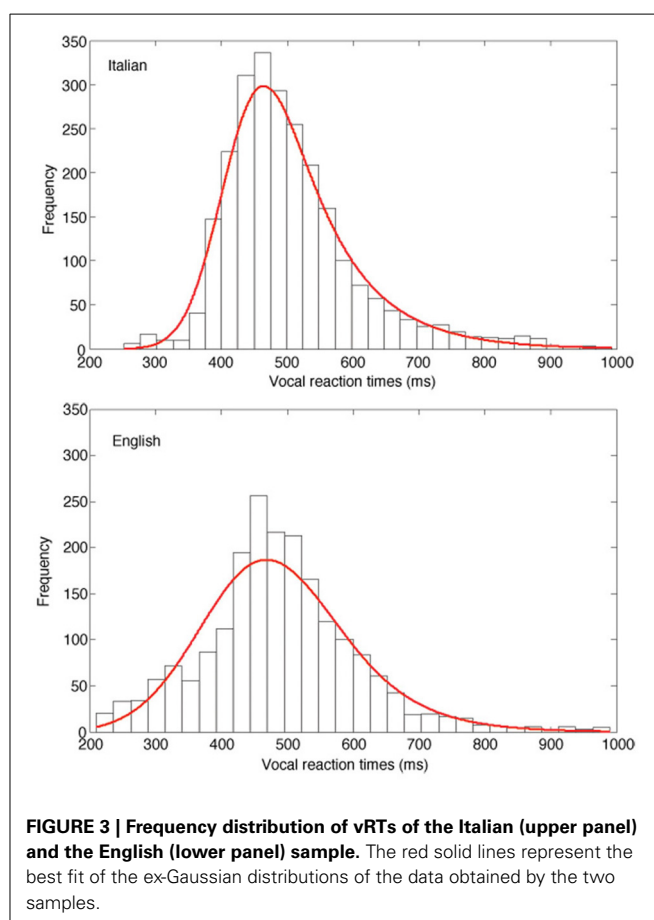 350
Italian
300
250
200
150
100
50
0
Frequency
200 300 400 500 600 700 800 900 1000
Vocal reaction times (ms)
350
English
300
250
200
150
100
50
0
Frequency
200 300 400 500 600 700 800 900 1000
Vocal reaction times (ms)
FIGURE 3 | Frequency distribution of vRTs of the Italian (upper panel)
and the English (lower panel) sample. The red solid lines represent the
best fit of the ex-Gaussian distributions of the data obtained by the two
samples.